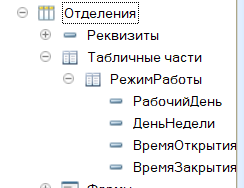 Отделения
Реквизиты
Табличные части
РежимРаботы
РабочийДень
ДеньНедели
ВремяОткрытия
ВремяЗакрытия